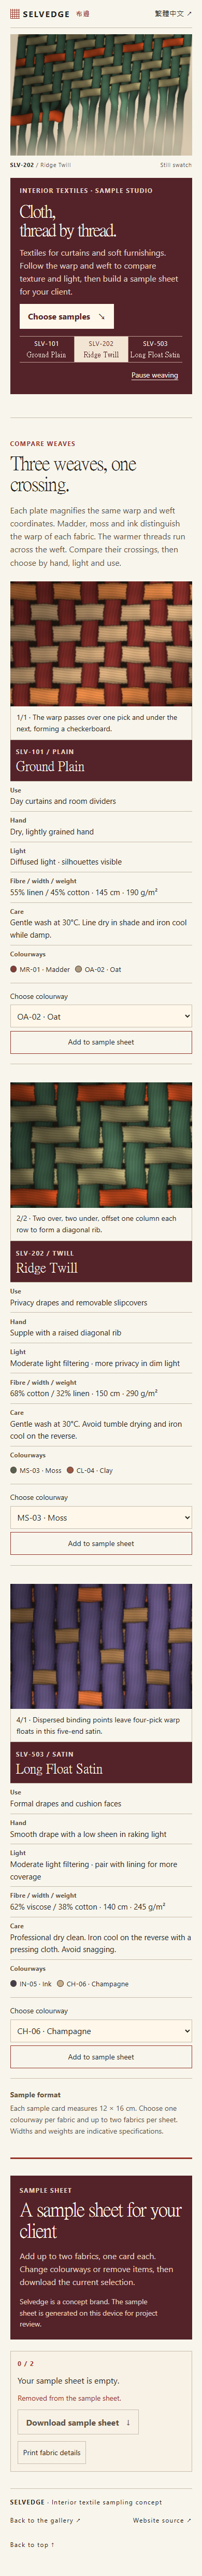 SELVEDGE 布邊
繁體中文 ↗
SLV-202 / Ridge Twill
Still swatch
INTERIOR TEXTILES · SAMPLE STUDIO
Cloth,
thread by thread.
Textiles for curtains and soft furnishings.
Follow the warp and weft to compare
texture and light, then build a sample sheet
for your client.
Choose samples ↘
SLV-101
Ground Plain
SLV-202
Ridge Twill
SLV-503
Long Float Satin
Pause weaving
COMPARE WEAVES
Three weaves, one
crossing.
Each plate magnifies the same warp and weft
coordinates. Madder, moss and ink distinguish
the warp of each fabric. The warmer threads run
across the weft. Compare their crossings, then
choose by hand, light and use.
1/1 · The warp passes over one pick and under the
next, forming a checkerboard.
SLV-101 / PLAIN
Ground Plain
Use
Day curtains and room dividers
Hand
Dry, lightly grained hand
Light
Diffused light · silhouettes visible
Fibre / width / weight
55% linen / 45% cotton · 145 cm · 190 g/m²
Care
Gentle wash at 30°C. Line dry in shade and iron cool
while damp.
Colourways
MR-01 · Madder OA-02 · Oat
Choose colourway
OA-02 · Oat
Add to sample sheet
2/2 · Two over, two under, offset one column each
row to form a diagonal rib.
SLV-202 / TWILL
Ridge Twill
Use
Privacy drapes and removable slipcovers
Hand
Supple with a raised diagonal rib
Light
Moderate light filtering · more privacy in dim light
Fibre / width / weight
68% cotton / 32% linen · 150 cm · 290 g/m²
Care
Gentle wash at 30°C. Avoid tumble drying and iron
cool on the reverse.
Colourways
MS-03 · Moss CL-04 · Clay
Choose colourway
MS-03 · Moss
Add to sample sheet
4/1 · Dispersed binding points leave four-pick warp
floats in this five-end satin.
SLV-503 / SATIN
Long Float Satin
Use
Formal drapes and cushion faces
Hand
Smooth drape with a low sheen in raking light
Light
Moderate light filtering · pair with lining for more
coverage
Fibre / width / weight
62% viscose / 38% cotton · 140 cm · 245 g/m²
Care
Professional dry clean. Iron cool on the reverse with a
pressing cloth. Avoid snagging.
Colourways
IN-05 · Ink CH-06 · Champagne
Choose colourway
CH-06 · Champagne
Add to sample sheet
Sample format
Each sample card measures 12 × 16 cm. Choose one
colourway per fabric and up to two fabrics per sheet.
Widths and weights are indicative specifications.
SAMPLE SHEET
A sample sheet for your
client
Add up to two fabrics, one card each.
Change colourways or remove items, then
download the current selection.
Selvedge is a concept brand. The sample
sheet is generated on this device for project
review.
0 / 2
Your sample sheet is empty.
Removed from the sample sheet.
Download sample sheet ↓
Print fabric details
SELVEDGE · Interior textile sampling concept
Back to the gallery ↗
Website source ↗
Back to top ↑